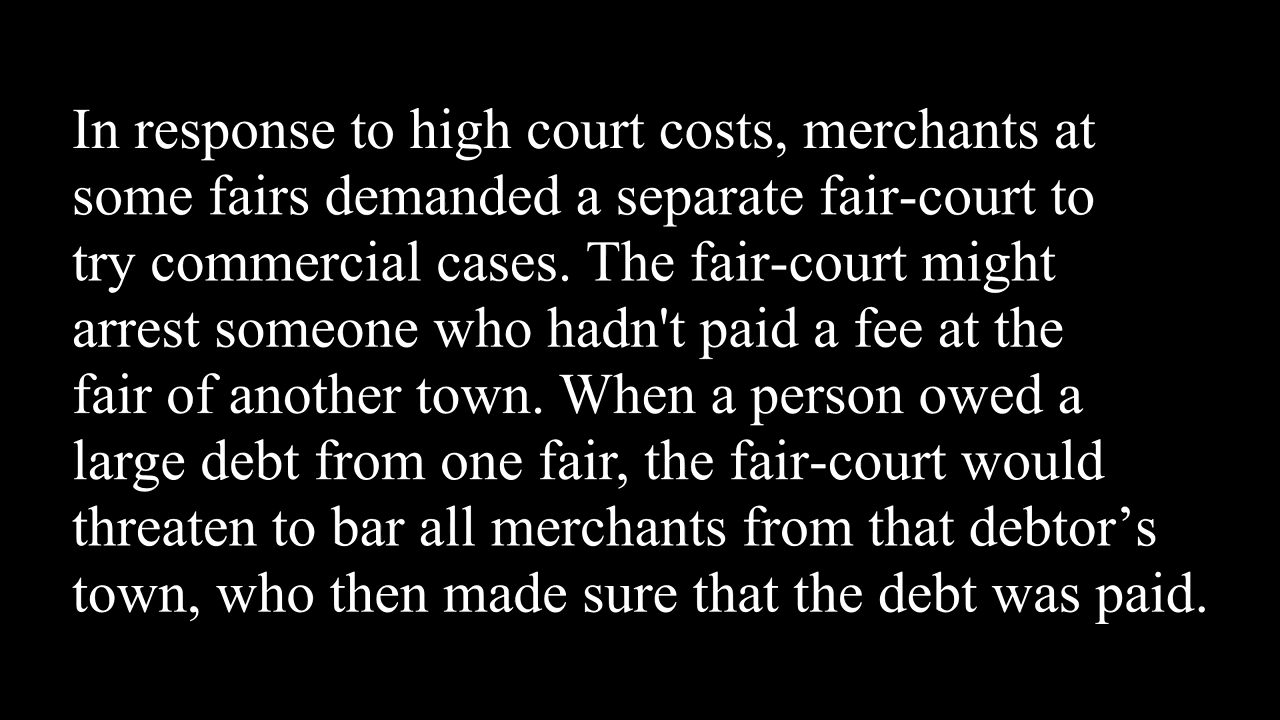 In response to high court costs, merchants at
some fairs demanded a separate fair-court to
try commercial cases. The fair-court might
arrest someone who hadn't paid a fee at the
fair of another town. When a person owed a
large debt from one fair, the fair-court would
threaten to bar all merchants from that debtor’s
town, who then made sure that the debt was paid.